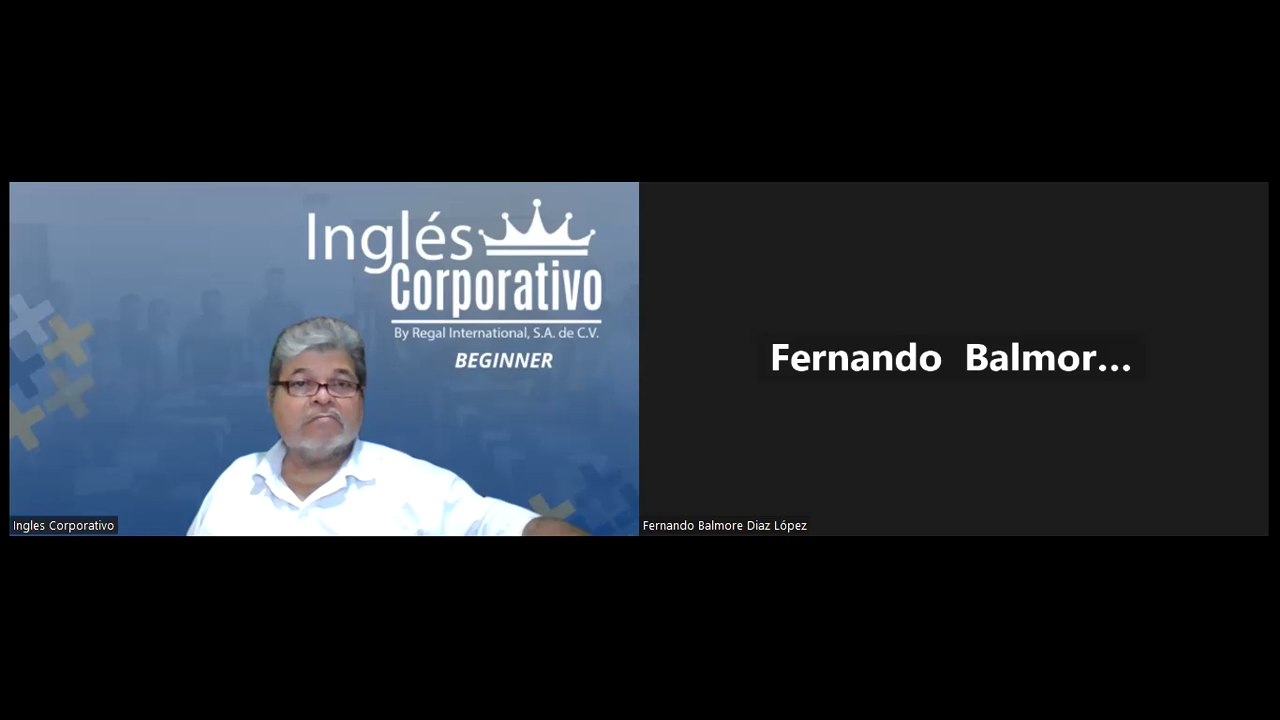 Inglés
Corporativo
By Regal International, S.A. de C.V.
BEGINNER
Ingles Corporativo
Fernando Balmor...
Fernando Balmore Diaz López